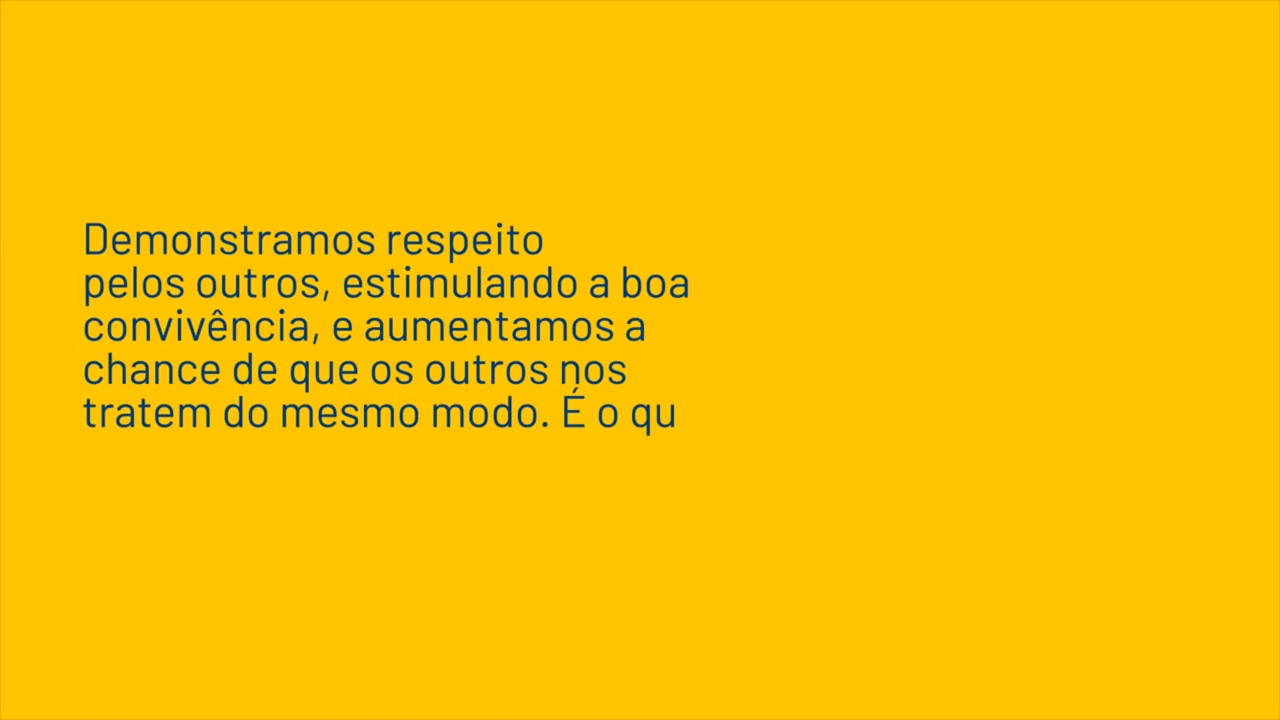 Demonstramos respeito
pelos outros, estimulando a boa
convivência, e aumentamos a
chance de que os outros nos
tratem do mesmo modo. É o qu